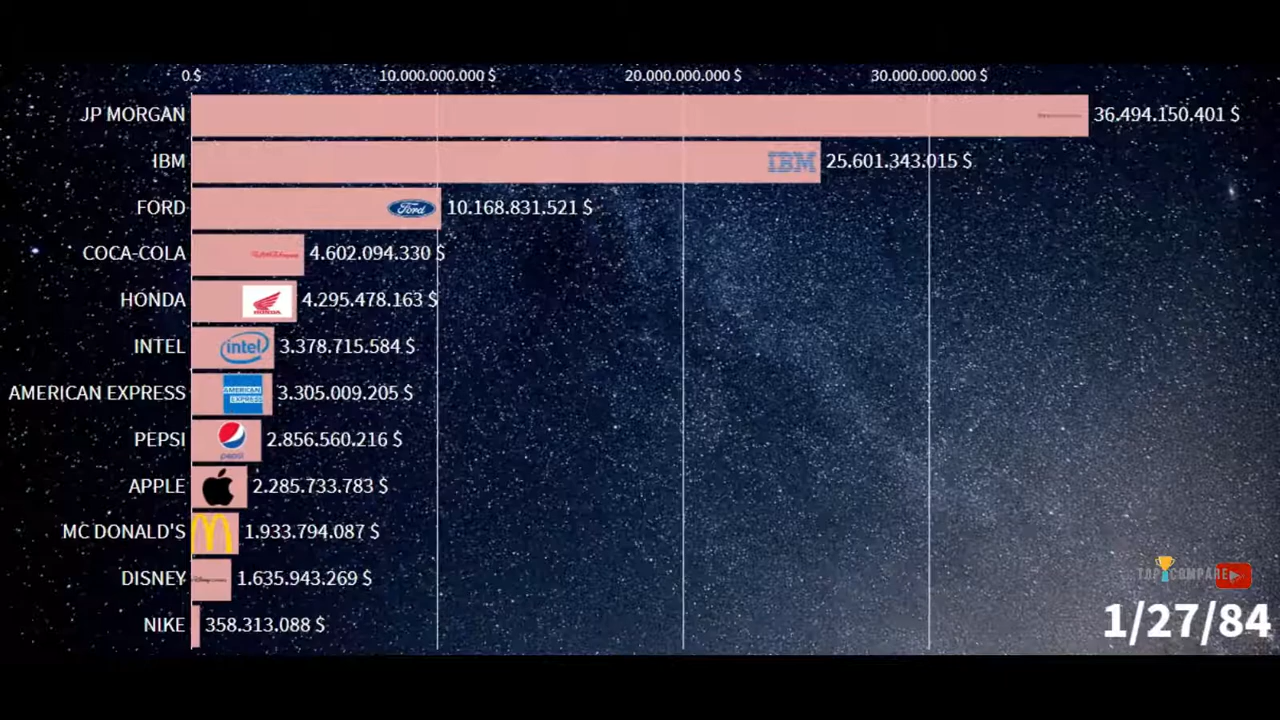 0 $ 10.000.000.000 $ 20.000.000.000 $ 30.000.000.000 $
JP MORGAN 36.494.150.401 $
IBM IBM 25.601.343.015 $
FORD Ford 10.168.831.521 $
COCA-COLA 4.602.094.330 $
HONDA HONDA 4.295.478.163 $
INTEL intel 3.378.715.584 $
AMERICAN EXPRESS AMERICAN EXPRESS 3.305.009.205 $
PEPSI pepsi 2.856.560.216 $
APPLE 2.285.733.783 $
MC DONALD'S 1.933.794.087 $
DISNEY 1.635.943.269 $
NIKE 358.313.088 $
TOP COMPARE
1/27/84